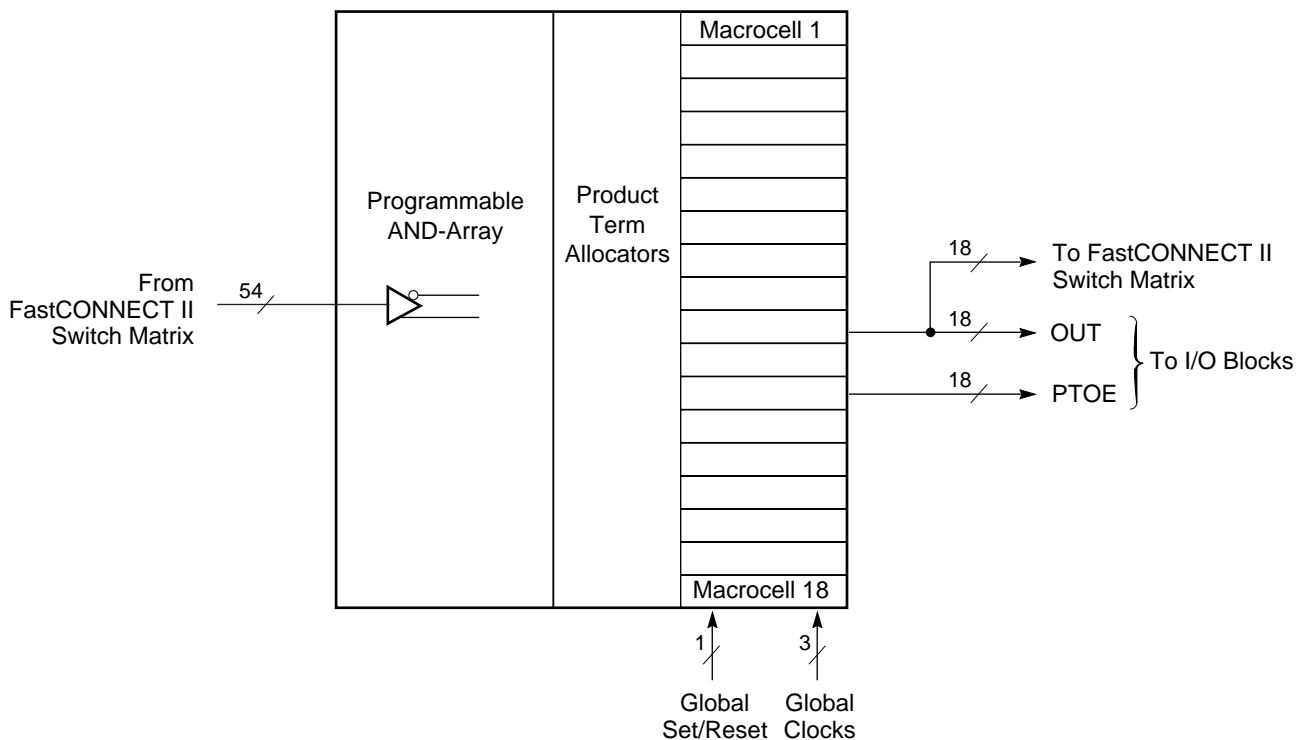 Macrocell 1
Programmable
AND-Array
Product
Term
Allocators
From
FastCONNECT II
Switch Matrix
54
18
To FastCONNECT II
Switch Matrix
18
OUT
To I/O Blocks
18
PTOE
Macrocell 18
1
3
Global
Set/Reset
Global
Clocks